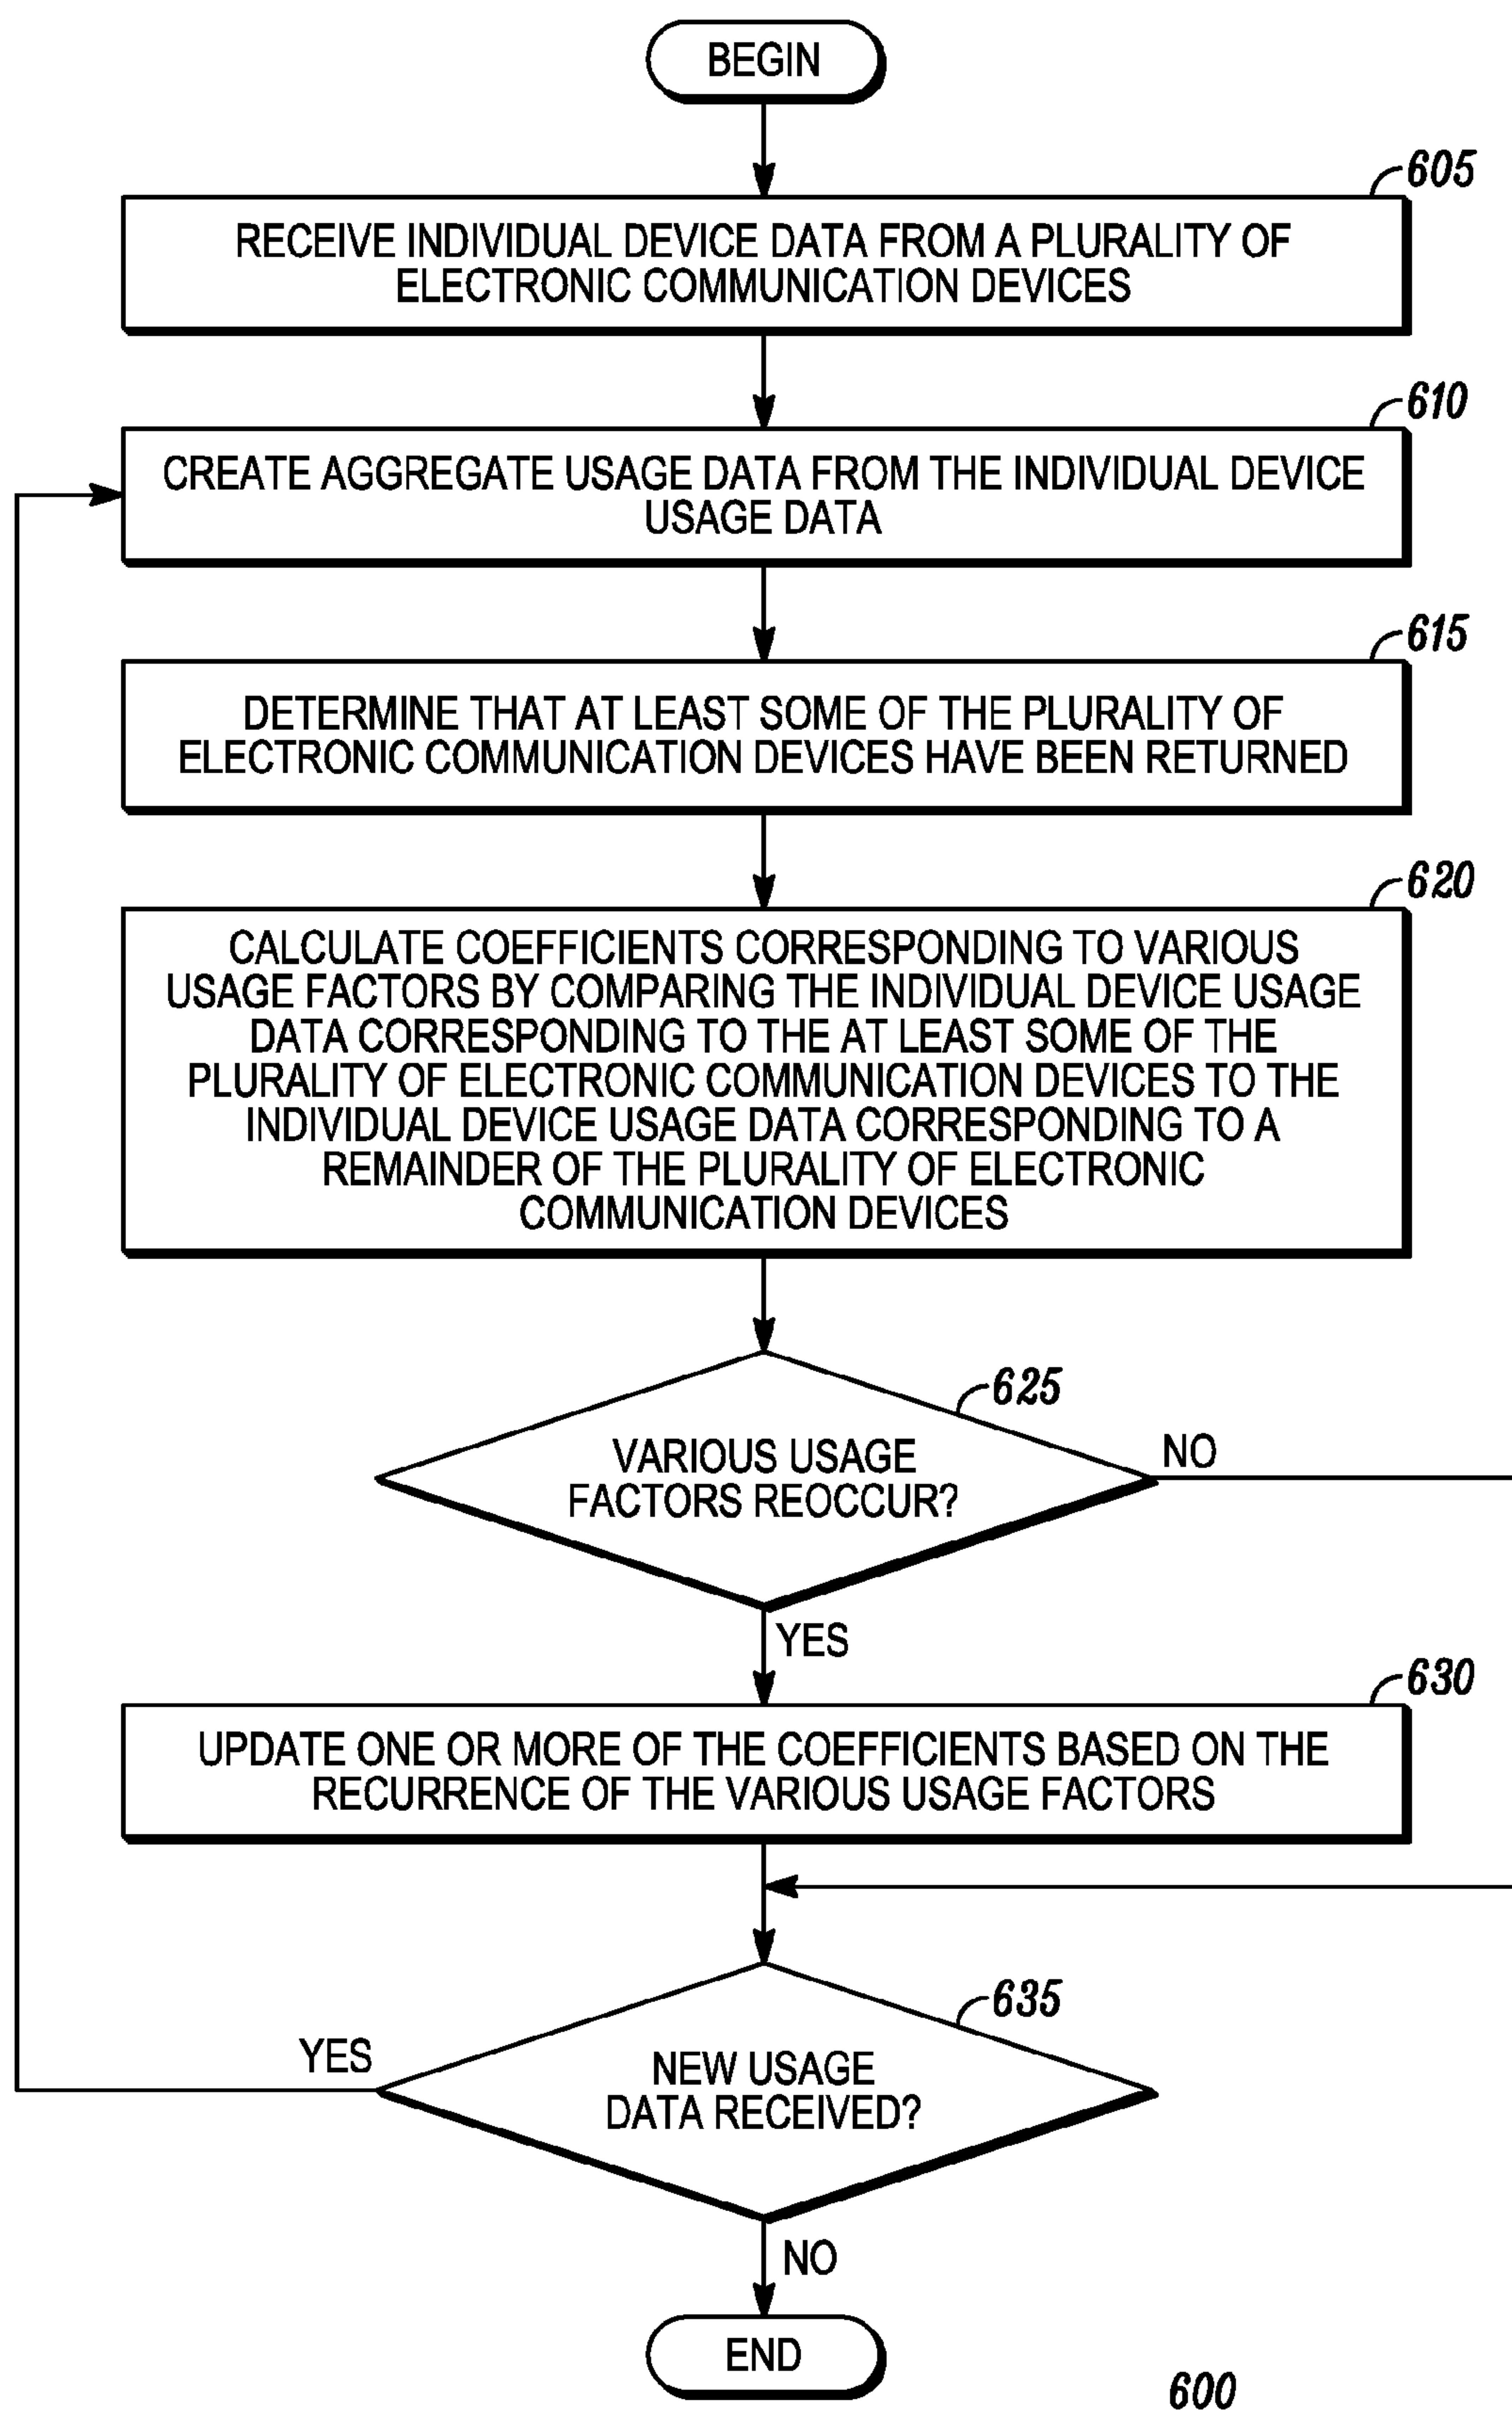 BEGIN
605
RECEIVE INDIVIDUAL DEVICE DATA FROM A PLURALITY OF
ELECTRONIC COMMUNICATION DEVICES
610
CREATE AGGREGATE USAGE DATA FROM THE INDIVIDUAL DEVICE
USAGE DATA
615
DETERMINE THAT AT LEAST SOME OF THE PLURALITY OF
ELECTRONIC COMMUNICATION DEVICES HAVE BEEN RETURNED
620
CALCULATE COEFFICIENTS CORRESPONDING TO VARIOUS
USAGE FACTORS BY COMPARING THE INDIVIDUAL DEVICE USAGE
DATA CORRESPONDING TO THE AT LEAST SOME OF THE
PLURALITY OF ELECTRONIC COMMUNICATION DEVICES TO THE
INDIVIDUAL DEVICE USAGE DATA CORRESPONDING TO A
REMAINDER OF THE PLURALITY OF ELECTRONIC
COMMUNICATION DEVICES
625
VARIOUS USAGE
FACTORS REOCCUR?
NO
YES
630
UPDATE ONE OR MORE OF THE COEFFICIENTS BASED ON THE
RECURRENCE OF THE VARIOUS USAGE FACTORS
635
YES
NEW USAGE
DATA RECEIVED?
NO
END
600